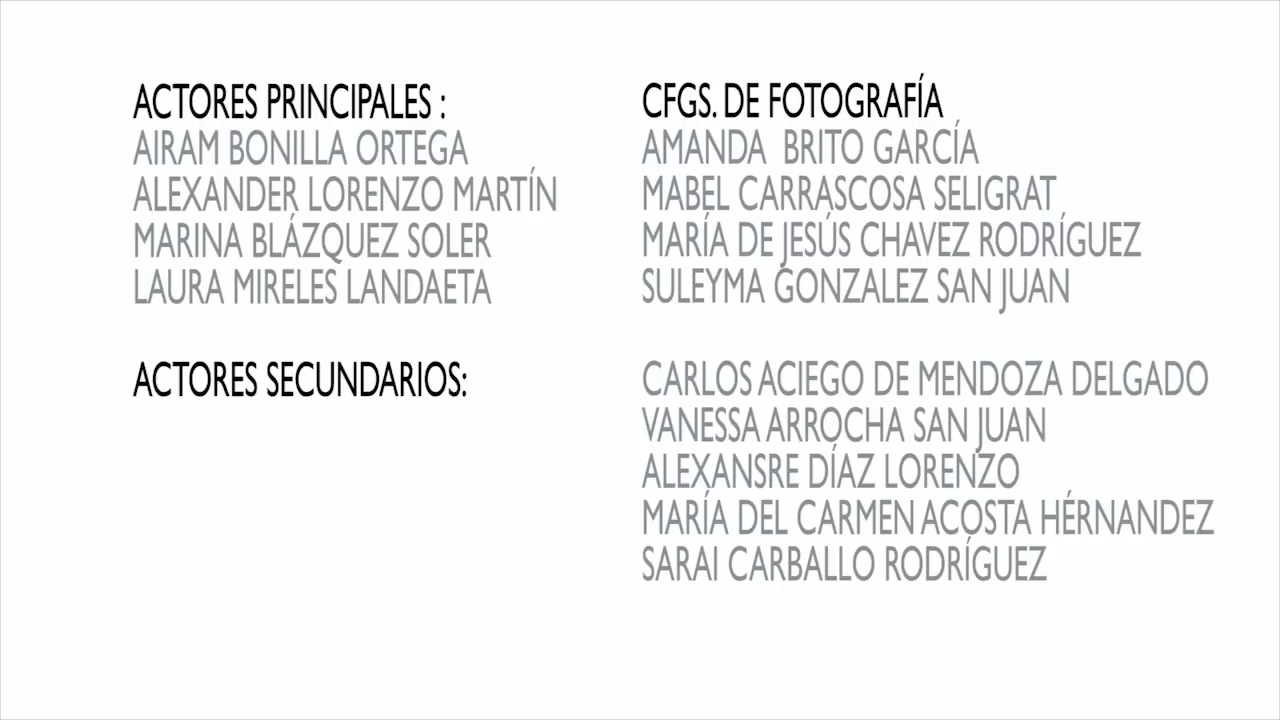 ACTORES PRINCIPALES :
AIRAM BONILLA ORTEGA
ALEXANDER LORENZO MARTÍN
MARINA BLÁZQUEZ SOLER
LAURA MIRELES LANDAETA
ACTORES SECUNDARIOS:
CFGS. DE FOTOGRAFÍA
AMANDA BRITO GARCÍA
MABEL CARRASCOSA SELIGRAT
MARÍA DE JESÚS CHAVEZ RODRÍGUEZ
SULEYMA GONZALEZ SAN JUAN
CARLOS ACIEGO DE MENDOZA DELGADO
VANESSA ARROCHA SAN JUAN
ALEXANSRE DÍAZ LORENZO
MARÍA DEL CARMEN ACOSTA HÉRNANDEZ
SARAI CARBALLO RODRÍGUEZ